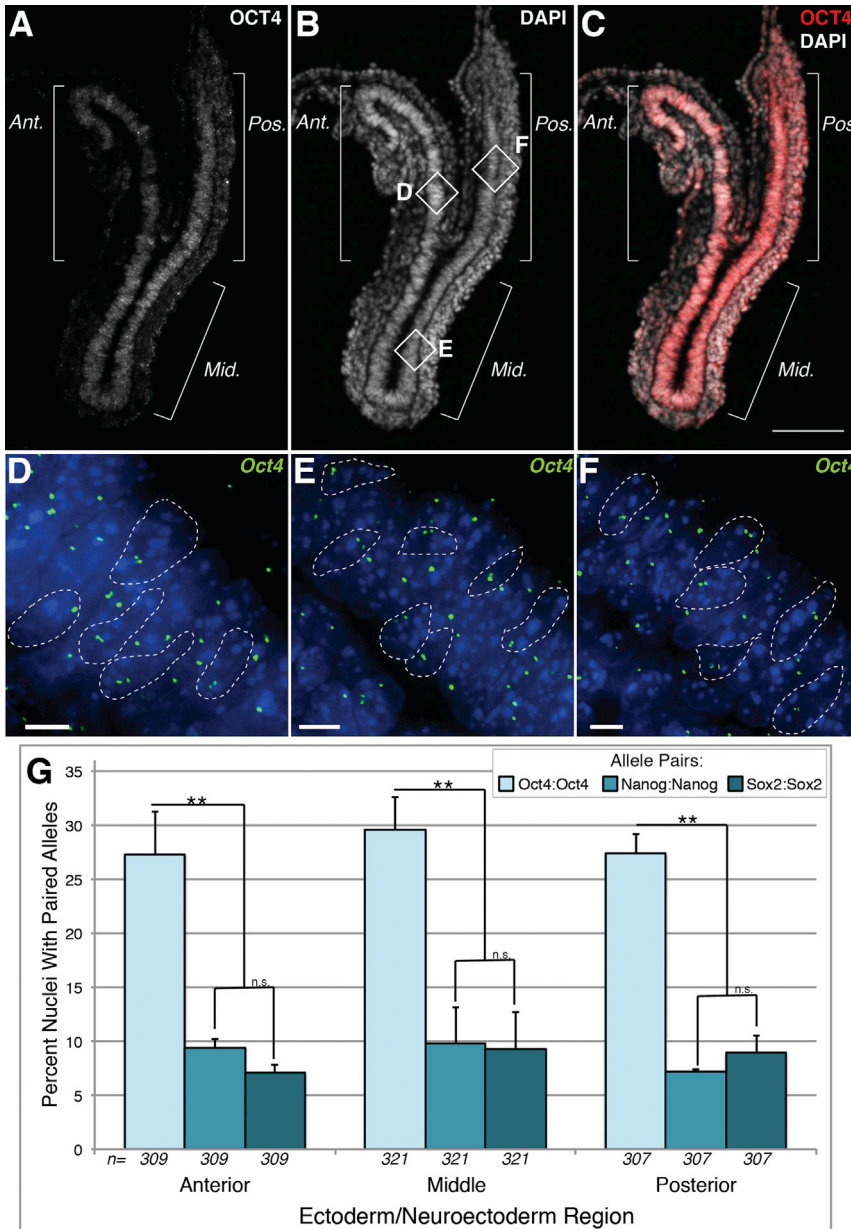 A OCT4
Ant.
Pos.
B DAPI
Ant.
Pos.
D
F
E
Mid.
C OCT4
DAPI
Ant.
Pos
Mid.
Mid.
D Oct4
E Oct4
F Oct4
G
Allele Pairs:
Oct4:Oct4 Nanog:Nanog Sox2:Sox2
Percent Nuclei With Paired Alleles
35
30
25
20
15
10
5
0
**
n.s.
**
n.s.
**
n.s.
n= 309 309 309 321 321 321 307 307 307
Anterior Middle Posterior
Ectoderm/Neuroectoderm Region